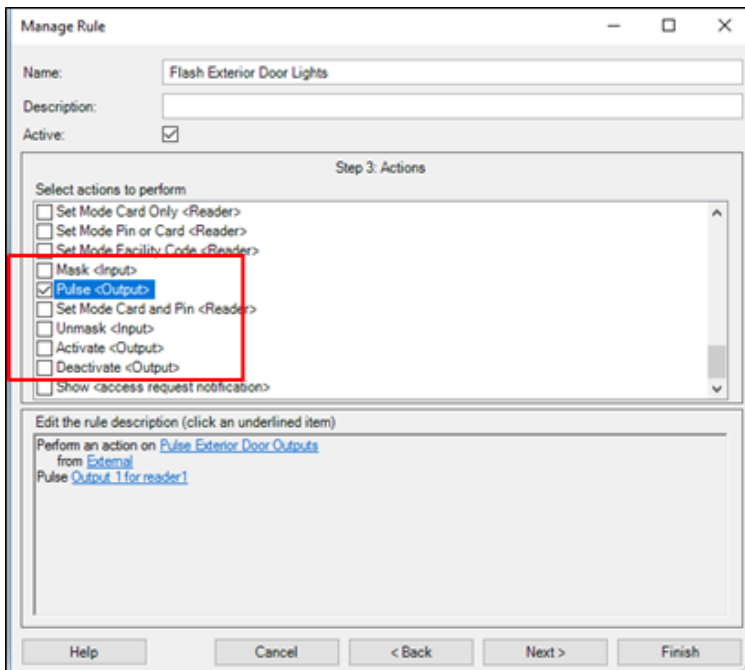 Manage Rule
Name:
Flash Exterior Door Lights
Description:
Active:
Step 3: Actions
Select actions to perform
Set Mode Card Only <Reader>
Set Mode Pin or Card <Reader>
Set Mode Facility Code <Reader>
Mask <Input>
Pulse <Output>
Set Mode Card and Pin <Reader>
Unmask <Input>
Activate <Output>
Deactivate <Output>
Show <access request notification>
Edit the rule description (click an underlined item)
Perform an action on Pulse Exterior Door Outputs
from External
Pulse Output 1 for reader1
Help
Cancel
< Back
Next >
Finish